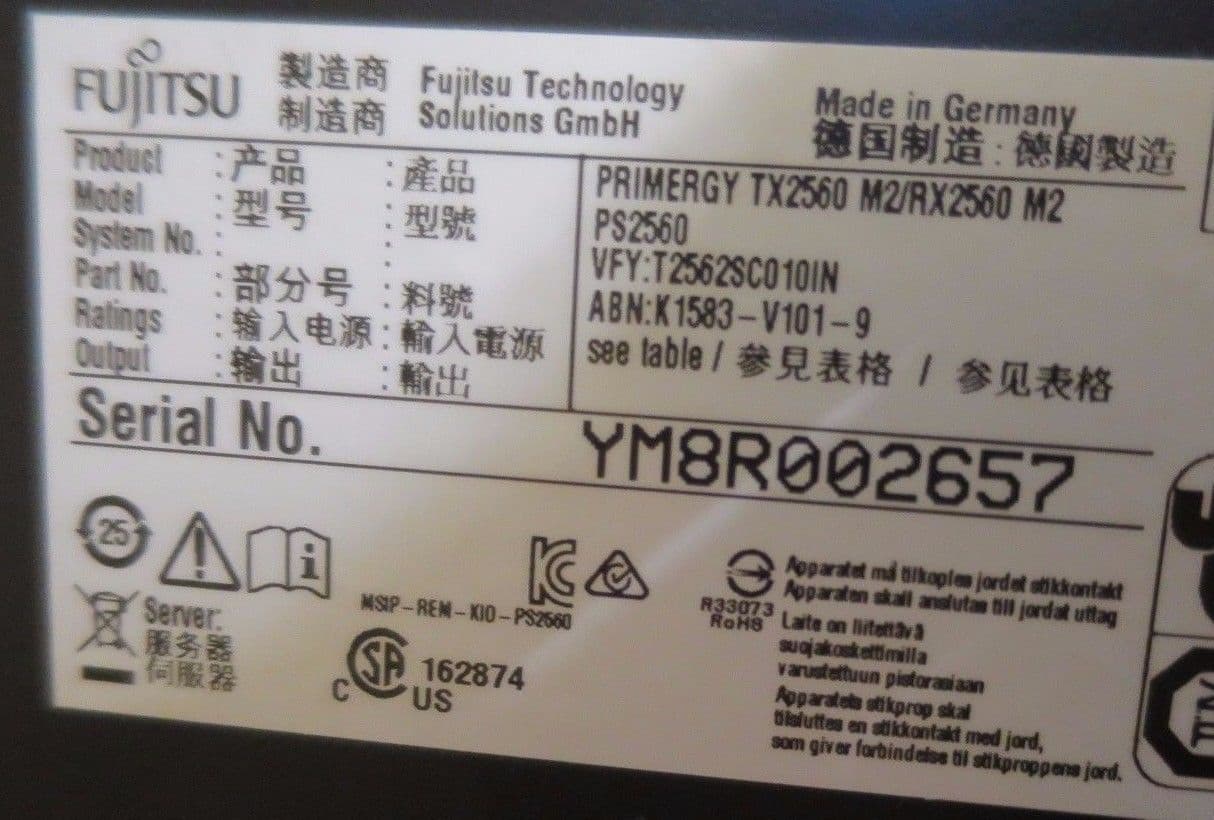 FUJITSU
製造商 Fujitsu Technology
制造商 Solutions GmbH
Made in Germany
德国制造 : 德國製造
Product : 产品 : 產品 PRIMERGY TX2560 M2/RX2560 M2
Model : 型号 : 型號 PS2560
System No. : : VFY:T2562SC010IN
Part No. : 部分号 : 料號 ABN:K1583-V101-9
Ratings : 输入电源 : 輸入電源 see table / 參見表格 / 参见表格
Output : 输出 : 輸出
Serial No. YM8R002657
25
i
MSIP-REM-KIO-PS2560
R33073
RoHS
Server:
服务器
伺服器
C SA US 162874
Apparatet må tilkoples jordet stikkontakt
Apparaten skall anslutas till jordat uttag
Laite on liitettävä
suojakoskettimilla
varustettuun pistorasiaan
Apparatets stikprop skal
tilsluttes en stikkontakt med jord,
som giver forbindelse til stikproppens jord.